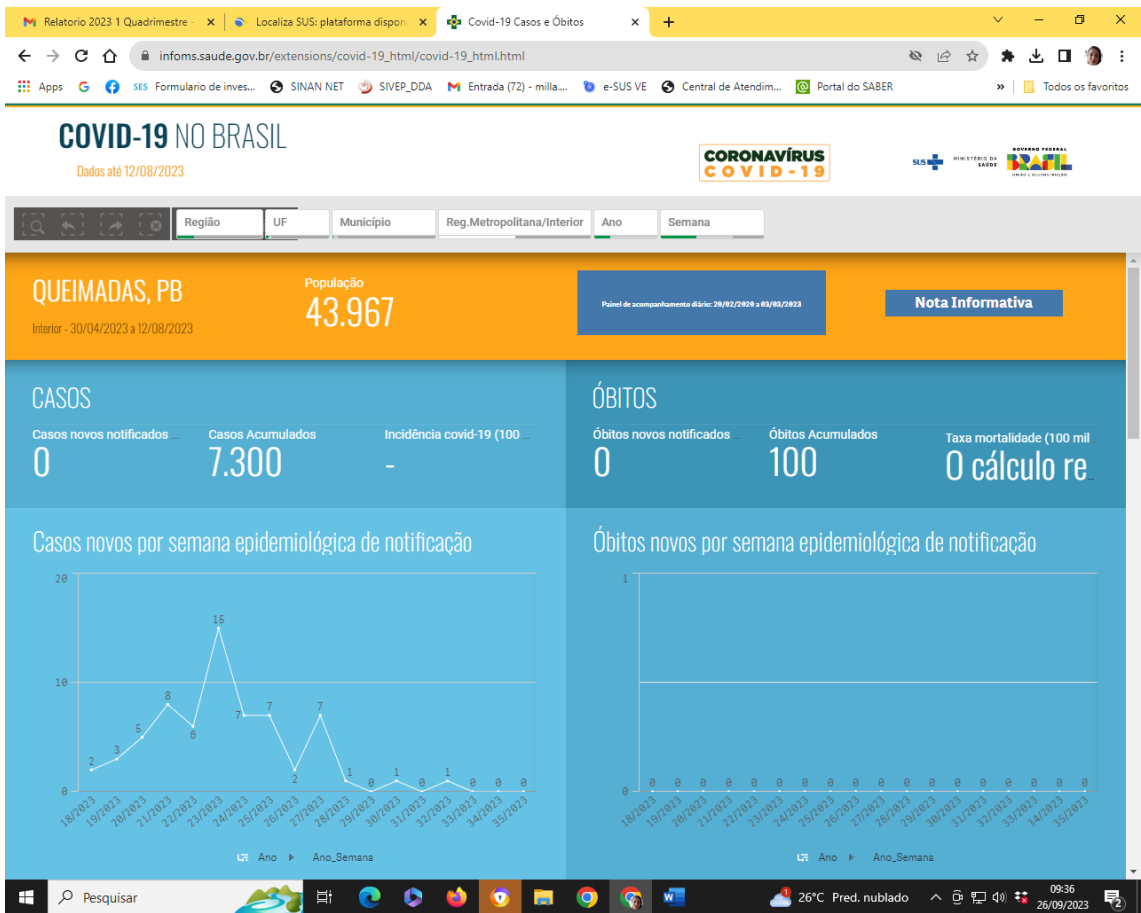 Relatorio 2023 1 Quadrimestre -
Localiza SUS: plataforma dispon
Covid-19 Casos e Óbitos
infoms.saude.gov.br/extensions/covid-19_html/covid-19_html.html
Apps
SES Formulario de inves...
SINAN NET
SIVEP_DDA
Entrada (72) - milla....
e-SUS VE
Central de Atendim...
Portal do SABER
»
Todos os favoritos
COVID-19 NO BRASIL
Dados até 12/08/2023
CORONAVÍRUS
COVID-19
SUS
MINISTÉRIO DA
SAÚDE
GOVERNO FEDERAL
BRASIL
UNIÃO E RECONSTRUÇÃO
Região
UF
Município
Reg.Metropolitana/Interior
Ano
Semana
QUEIMADAS, PB
Interior - 30/04/2023 a 12/08/2023
População
43.967
Painel de acompanhamento diário: 20/02/2020 a 03/03/2023
Nota Informativa
CASOS
Casos novos notificados ...
0
Casos Acumulados
7.300
Incidência covid-19 (100 ...
-
ÓBITOS
Óbitos novos notificados ...
0
Óbitos Acumulados
100
Taxa mortalidade (100 mil...
O cálculo re...
Casos novos por semana epidemiológica de notificação
20
10
0
2 3 5 8 6 15 7 7 2 7 1 0 1 0 1 0 0 0
18/2023 19/2023 20/2023 21/2023 22/2023 23/2023 24/2023 25/2023 26/2023 27/2023 28/2023 29/2023 30/2023 31/2023 32/2023 33/2023 34/2023 35/2023
Ano
Ano_Semana
Óbitos novos por semana epidemiológica de notificação
1
0
0 0 0 0 0 0 0 0 0 0 0 0 0 0 0 0 0 0
18/2023 19/2023 20/2023 21/2023 22/2023 23/2023 24/2023 25/2023 26/2023 27/2023 28/2023 29/2023 30/2023 31/2023 32/2023 33/2023 34/2023 35/2023
Ano
Ano_Semana
Pesquisar
26°C Pred. nublado
09:36
26/09/2023
2